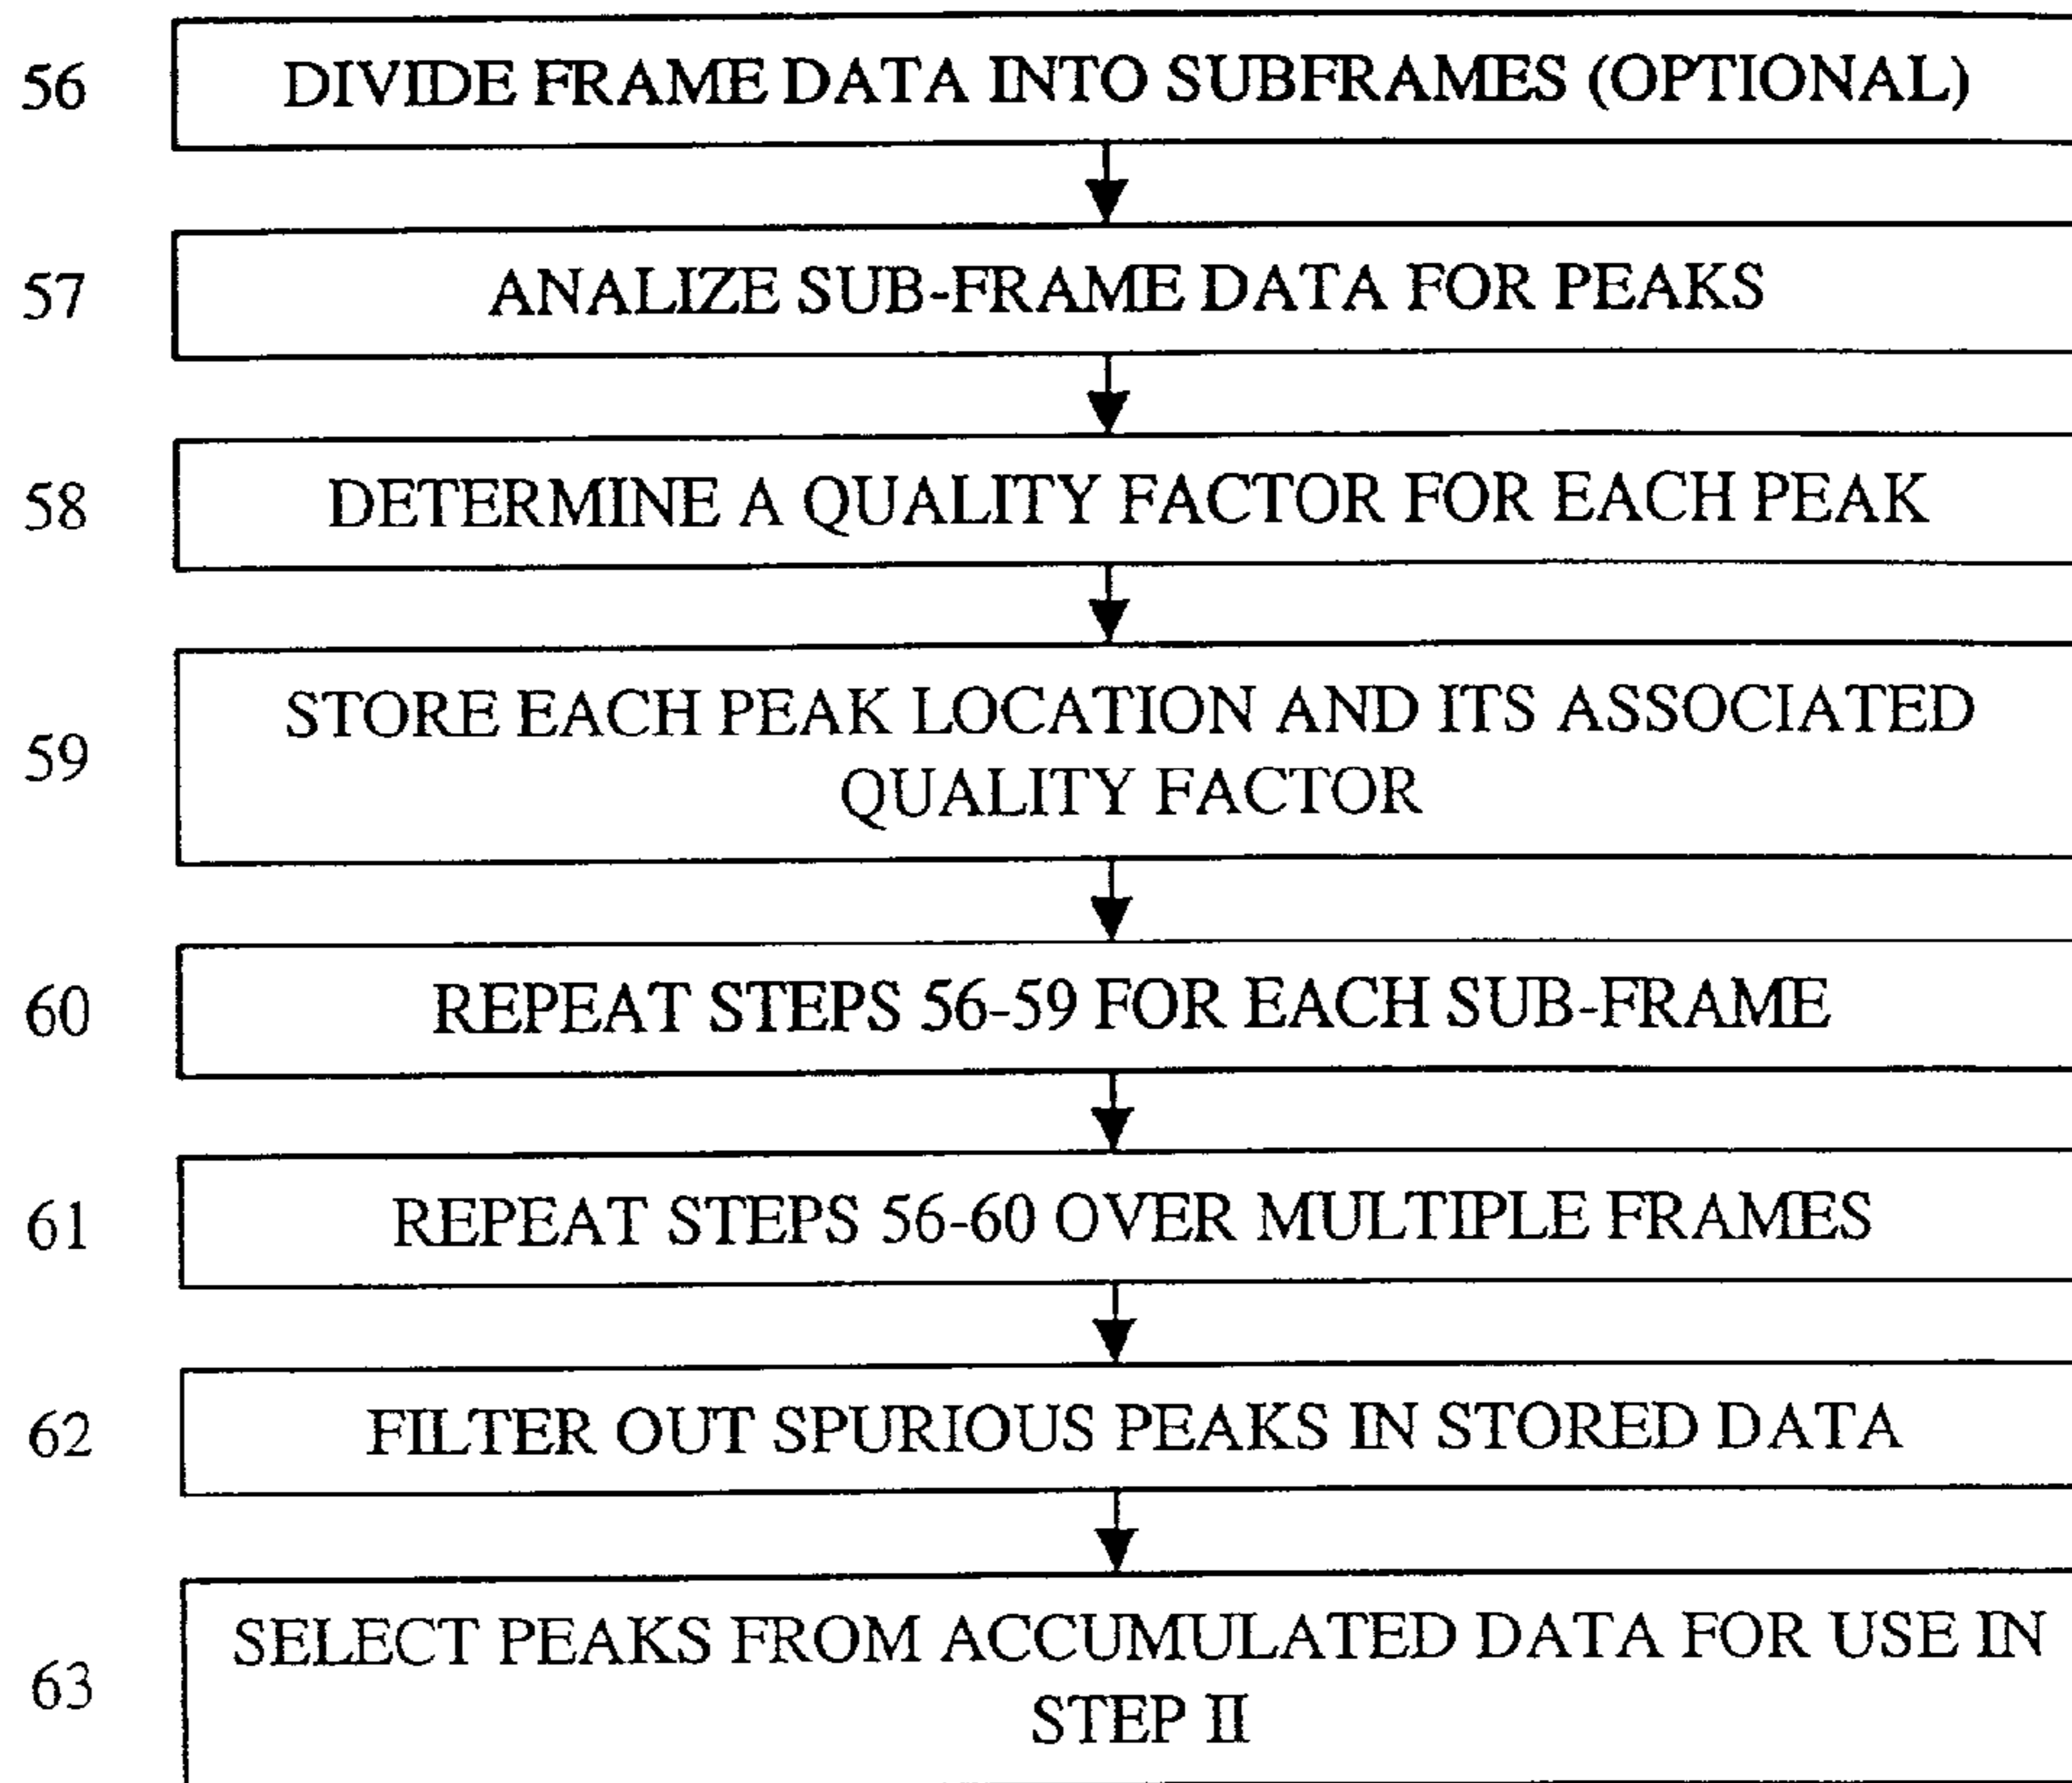 56 DIVIDE FRAME DATA INTO SUBFRAMES (OPTIONAL)
57 ANALIZE SUB-FRAME DATA FOR PEAKS
58 DETERMINE A QUALITY FACTOR FOR EACH PEAK
59 STORE EACH PEAK LOCATION AND ITS ASSOCIATED
QUALITY FACTOR
60 REPEAT STEPS 56-59 FOR EACH SUB-FRAME
61 REPEAT STEPS 56-60 OVER MULTIPLE FRAMES
62 FILTER OUT SPURIOUS PEAKS IN STORED DATA
63 SELECT PEAKS FROM ACCUMULATED DATA FOR USE IN
STEP II